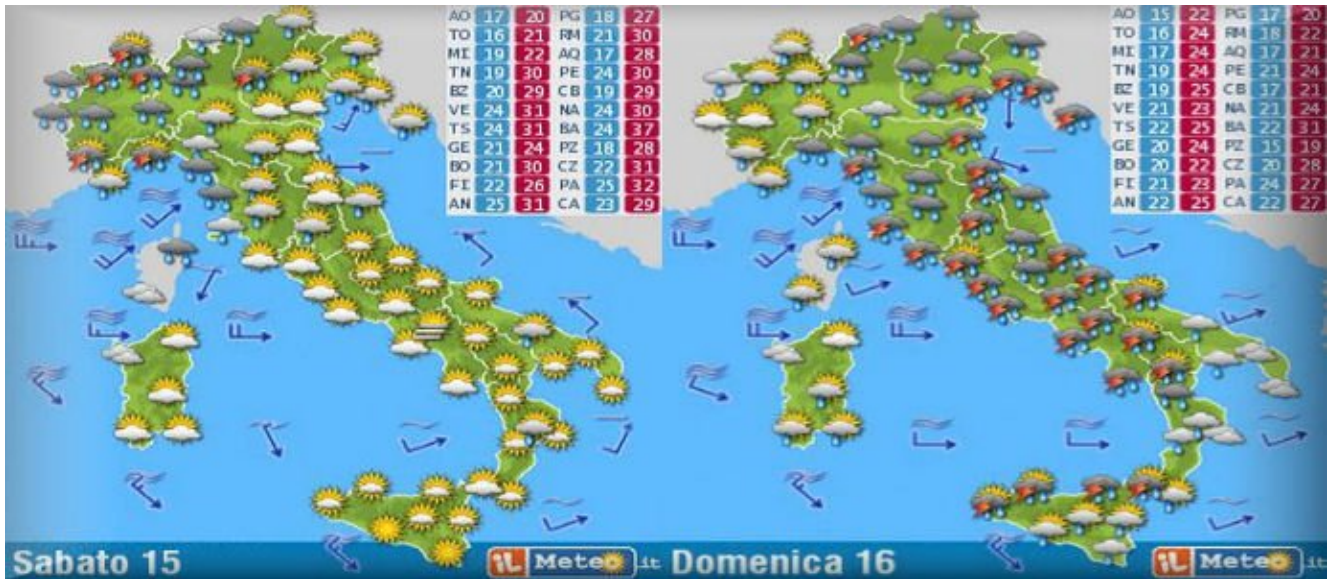 AO 17 20 PG 18 27
TO 16 21 RM 21 30
MI 19 22 AQ 17 28
TN 19 30 PE 24 30
BZ 20 29 CB 19 29
VE 24 31 NA 24 30
TS 24 31 BA 24 37
GE 21 24 PZ 18 28
BO 21 30 CZ 22 31
FI 22 26 PA 25 32
AN 25 31 CA 23 29
Sabato 15
iL Meteo .it
AO 15 22 PG 17 20
TO 16 24 RM 18 22
MI 17 24 AQ 17 21
TN 19 24 PE 21 24
BZ 19 25 CB 17 21
VE 21 23 NA 21 24
TS 22 25 BA 22 31
GE 20 24 PZ 15 19
BO 20 22 CZ 20 28
FI 21 23 PA 24 27
AN 22 25 CA 22 27
Domenica 16
iL Meteo .it